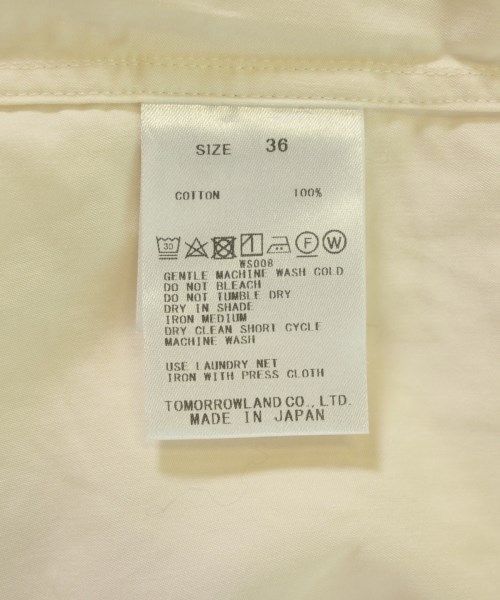 SIZE 36
COTTON 100%
30 F W
WS008
GENTLE MACHINE WASH COLD
DO NOT BLEACH
DO NOT TUMBLE DRY
DRY IN SHADE
IRON MEDIUM
DRY CLEAN SHORT CYCLE
MACHINE WASH
USE LAUNDRY NET
IRON WITH PRESS CLOTH
TOMORROWLAND CO., LTD.
MADE IN JAPAN